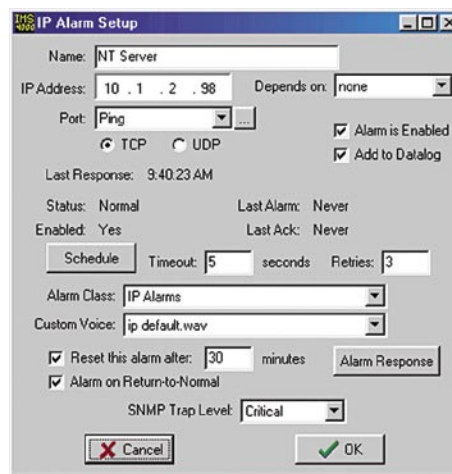 IMS 4000 IP Alarm Setup
Name: NT Server
IP Address: 10 . 1 . 2 . 98 Depends on: none
Port: Ping ...
TCP UDP
Alarm is Enabled
Add to Datalog
Last Response: 9:40.23 AM
Status: Normal Last Alarm: Never
Enabled: Yes Last Ack: Never
Schedule Timeout: 5 seconds Retries: 3
Alarm Class: IP Alarms
Custom Voice: ip default.wav
Reset this alarm after: 30 minutes Alarm Response
Alarm on Return-to-Normal
SNMP Trap Level: Critical
Cancel OK